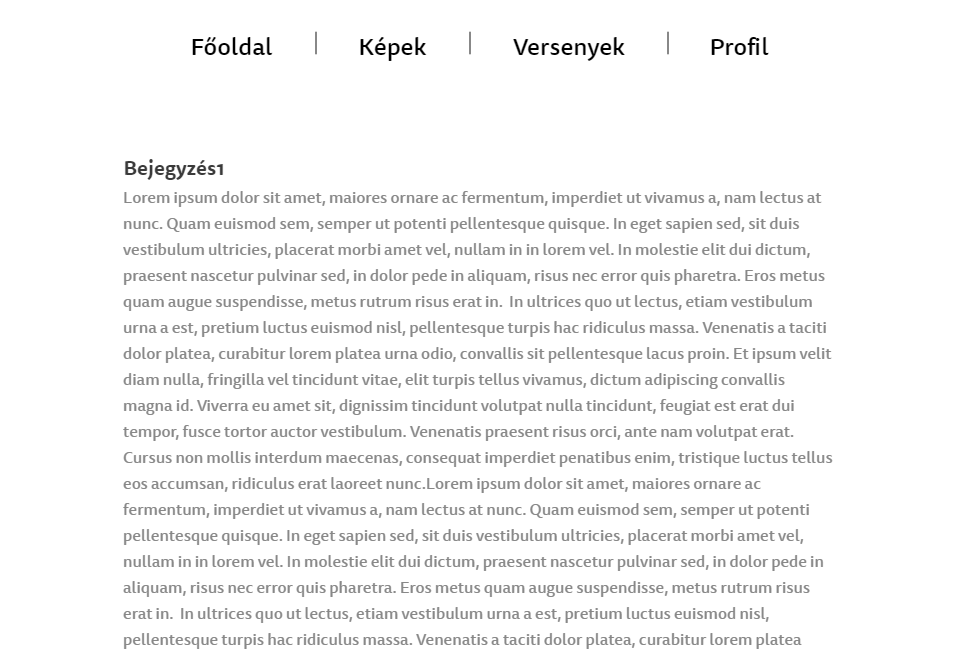 Főoldal | Képek | Versenyek | Profil
Bejegyzés1
Lorem ipsum dolor sit amet, maiores ornare ac fermentum, imperdiet ut vivamus a, nam lectus at
nunc. Quam euismod sem, semper ut potenti pellentesque quisque. In eget sapien sed, sit duis
vestibulum ultricies, placerat morbi amet vel, nullam in in lorem vel. In molestie elit dui dictum,
praesent nascetur pulvinar sed, in dolor pede in aliquam, risus nec error quis pharetra. Eros metus
quam augue suspendisse, metus rutrum risus erat in.  In ultrices quo ut lectus, etiam vestibulum
urna a est, pretium luctus euismod nisl, pellentesque turpis hac ridiculus massa. Venenatis a taciti
dolor platea, curabitur lorem platea urna odio, convallis sit pellentesque lacus proin. Et ipsum velit
diam nulla, fringilla vel tincidunt vitae, elit turpis tellus vivamus, dictum adipiscing convallis
magna id. Viverra eu amet sit, dignissim tincidunt volutpat nulla tincidunt, feugiat est erat dui
tempor, fusce tortor auctor vestibulum. Venenatis praesent risus orci, ante nam volutpat erat.
Cursus non mollis interdum maecenas, consequat imperdiet penatibus enim, tristique luctus tellus
eos accumsan, ridiculus erat laoreet nunc.Lorem ipsum dolor sit amet, maiores ornare ac
fermentum, imperdiet ut vivamus a, nam lectus at nunc. Quam euismod sem, semper ut potenti
pellentesque quisque. In eget sapien sed, sit duis vestibulum ultricies, placerat morbi amet vel,
nullam in in lorem vel. In molestie elit dui dictum, praesent nascetur pulvinar sed, in dolor pede in
aliquam, risus nec error quis pharetra. Eros metus quam augue suspendisse, metus rutrum risus
erat in.  In ultrices quo ut lectus, etiam vestibulum urna a est, pretium luctus euismod nisl,
pellentesque turpis hac ridiculus massa. Venenatis a taciti dolor platea, curabitur lorem platea